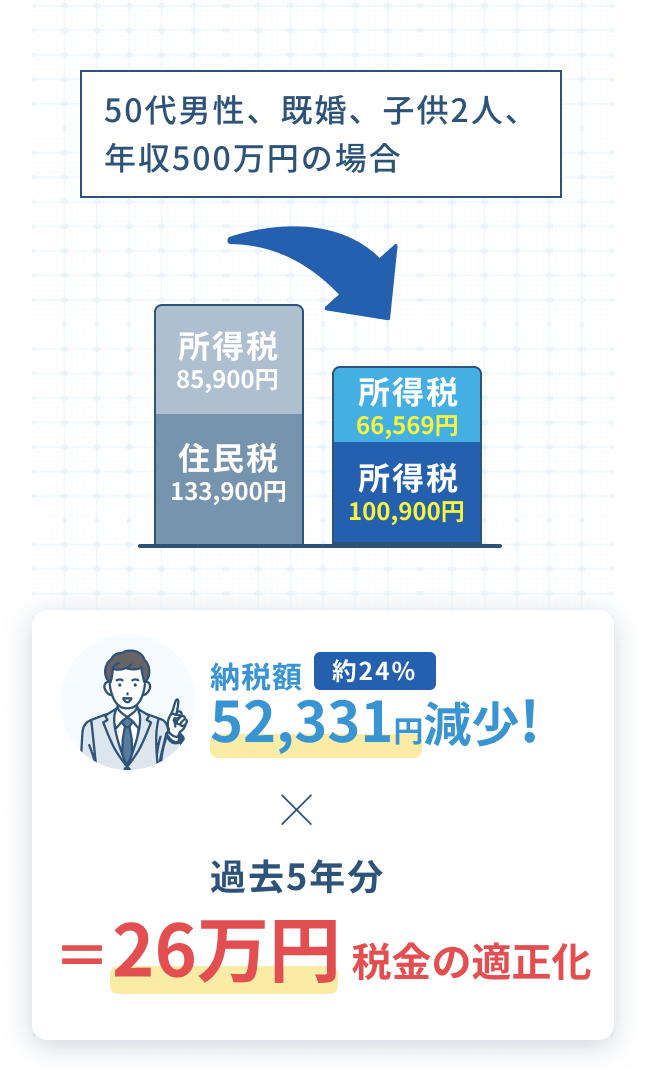 50代男性、既婚、子供2人、
年収500万円の場合
所得税
85,900円
住民税
133,900円
所得税
66,569円
所得税
100,900円
納税額 約24%
52,331円減少!
×
過去5年分
＝26万円 税金の適正化